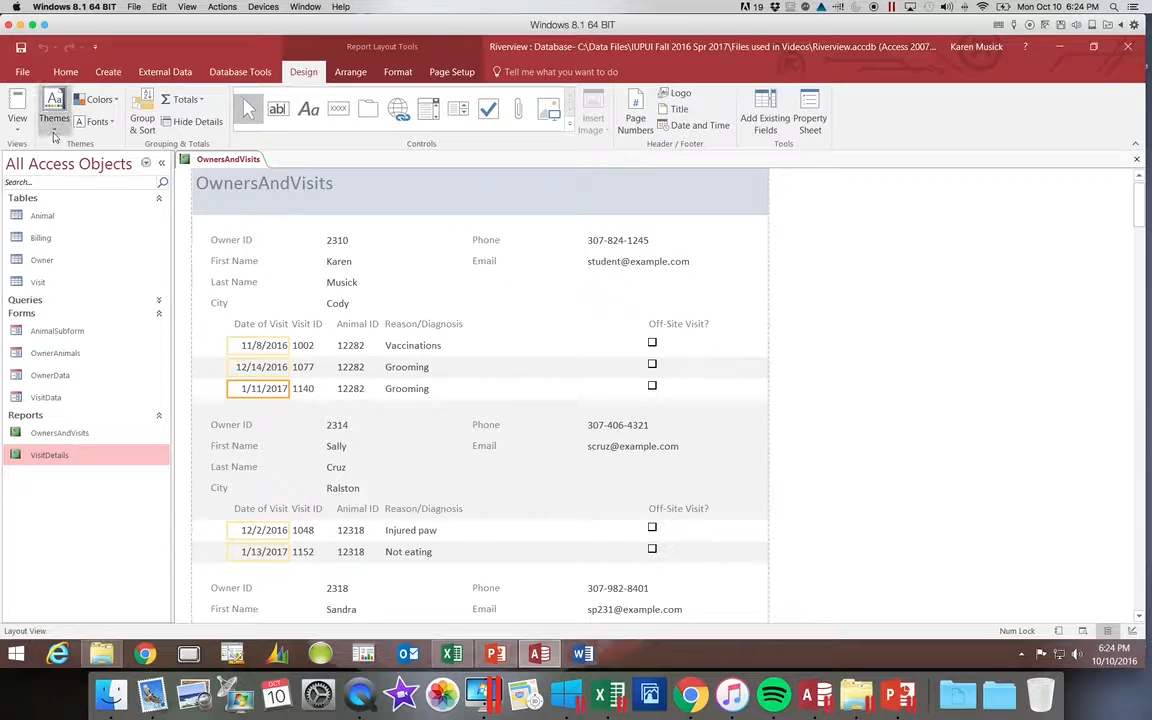 Windows 8.1 64 BIT File Edit View Actions Devices Window Help 19 Mon Oct 10 6:24 PM
Windows 8.1 64 BIT
Report Layout Tools Riverview : Database- C:\Data Files\IUPUI Fall 2016 Spr 2017\Files used in Videos\Riverview.accdb (Access 2007... Karen Musick ?
File Home Create External Data Database Tools Design Arrange Format Page Setup Tell me what you want to do
Colors Totals Logo
Title
View Themes Fonts Group & Sort Hide Details Insert Image Page Numbers Date and Time Add Existing Fields Property Sheet
Views Themes Grouping & Totals Controls Header / Footer Tools
All Access Objects
Search...
Tables
Animal
Billing
Owner
Visit
Queries
Forms
AnimalSubform
OwnerAnimals
OwnerData
VisitData
Reports
OwnersAndVisits
VisitDetails
OwnersAndVisits
OwnersAndVisits
Owner ID 2310 Phone 307-824-1245
First Name Karen Email student@example.com
Last Name Musick
City Cody
Date of Visit Visit ID Animal ID Reason/Diagnosis Off-Site Visit?
11/8/2016 1002 12282 Vaccinations
12/14/2016 1077 12282 Grooming
1/11/2017 1140 12282 Grooming
Owner ID 2314 Phone 307-406-4321
First Name Sally Email scruz@example.com
Last Name Cruz
City Ralston
Date of Visit Visit ID Animal ID Reason/Diagnosis Off-Site Visit?
12/2/2016 1048 12318 Injured paw
1/13/2017 1152 12318 Not eating
Owner ID 2318 Phone 307-982-8401
First Name Sandra Email sp231@example.com
Layout View Num Lock
6:24 PM
10/10/2016
OCT
10